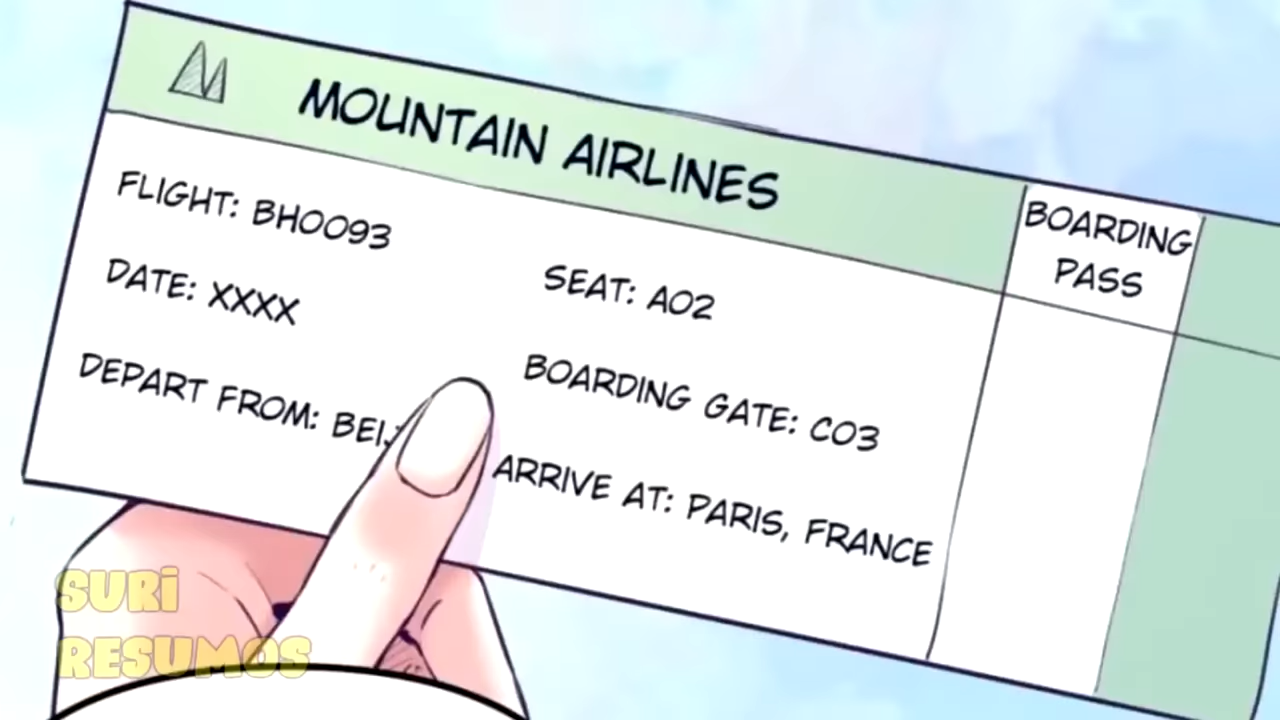 MOUNTAIN AIRLINES
BOARDING
PASS
FLIGHT: BH0093
SEAT: A02
DATE: XXXX
BOARDING GATE: C03
DEPART FROM: BEIJ
ARRIVE AT: PARIS, FRANCE
SURi
RESUMOS